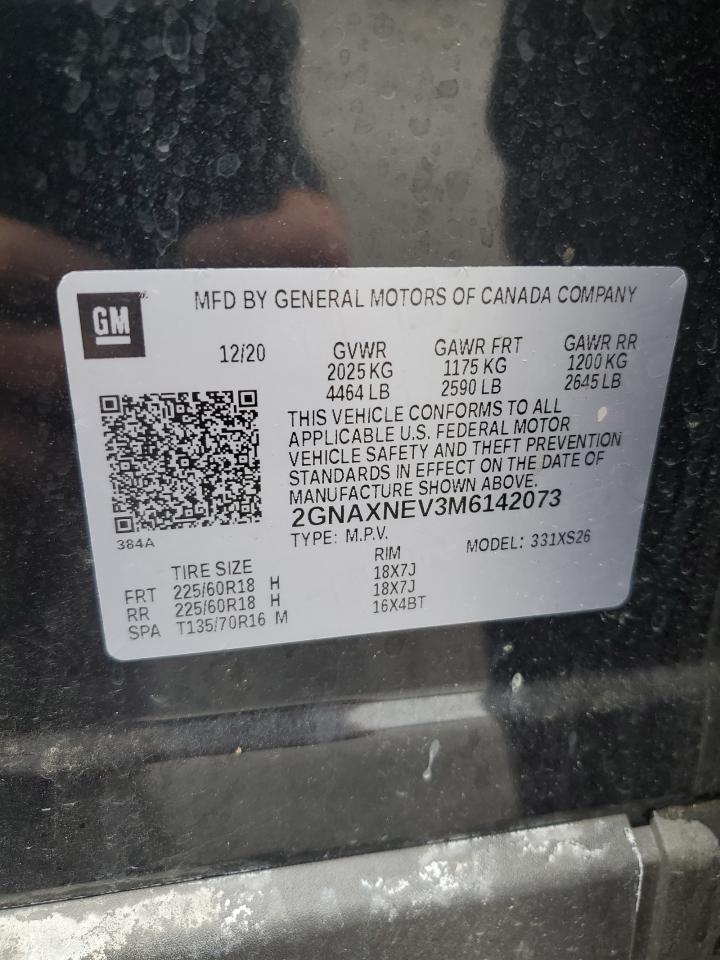 GM
MFD BY GENERAL MOTORS OF CANADA COMPANY
12/20
GVWR
2025 KG
4464 LB
GAWR FRT
1175 KG
2590 LB
GAWR RR
1200 KG
2645 LB
THIS VEHICLE CONFORMS TO ALL
APPLICABLE U.S. FEDERAL MOTOR
VEHICLE SAFETY AND THEFT PREVENTION
STANDARDS IN EFFECT ON THE DATE OF
MANUFACTURE SHOWN ABOVE.
2GNAXNEV3M6142073
TYPE: M.P.V.
MODEL: 331XS26
384A
TIRE SIZE RIM
FRT 225/60R18 H 18X7J
RR 225/60R18 H 18X7J
SPA T135/70R16 M 16X4BT